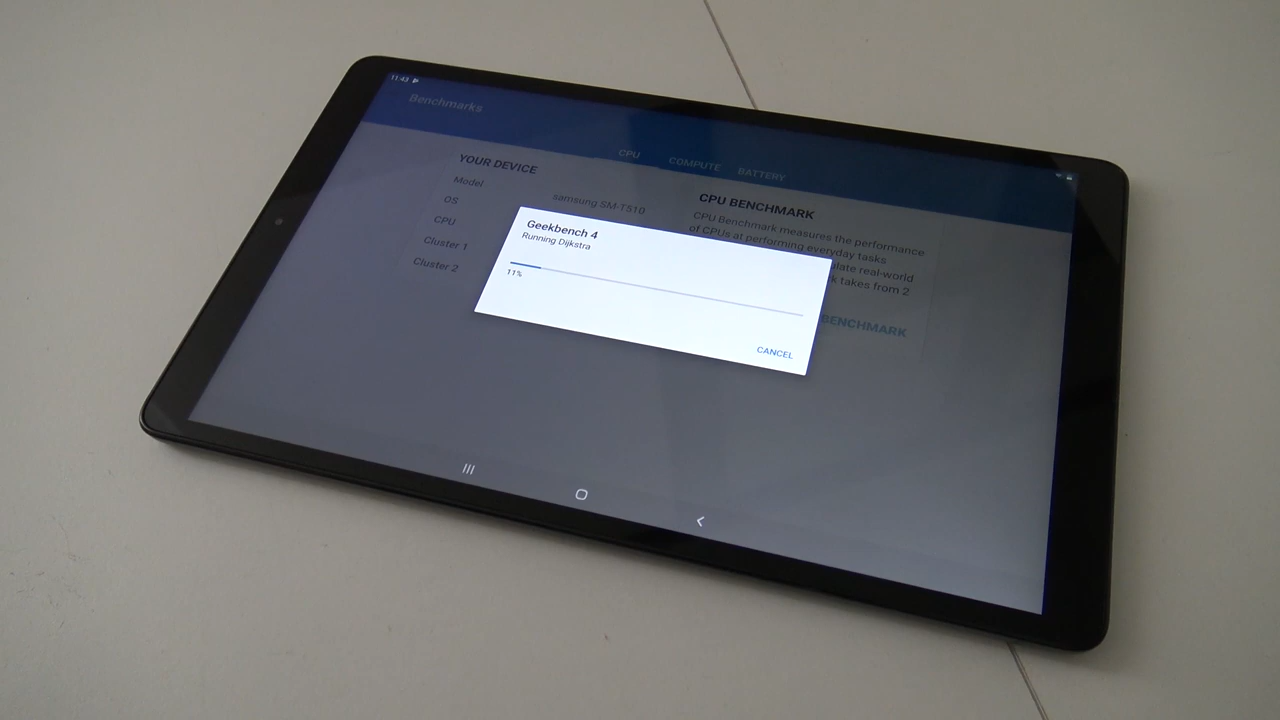 11:43
Benchmarks
CPU COMPUTE BATTERY
YOUR DEVICE
Model
samsung SM-T510
OS
CPU
Cluster 1
Cluster 2
CPU BENCHMARK
CPU Benchmark measures the performance
of CPUs at performing everyday tasks
real-world
takes from 2
BENCHMARK
Geekbench 4
Running Dijkstra
11%
CANCEL